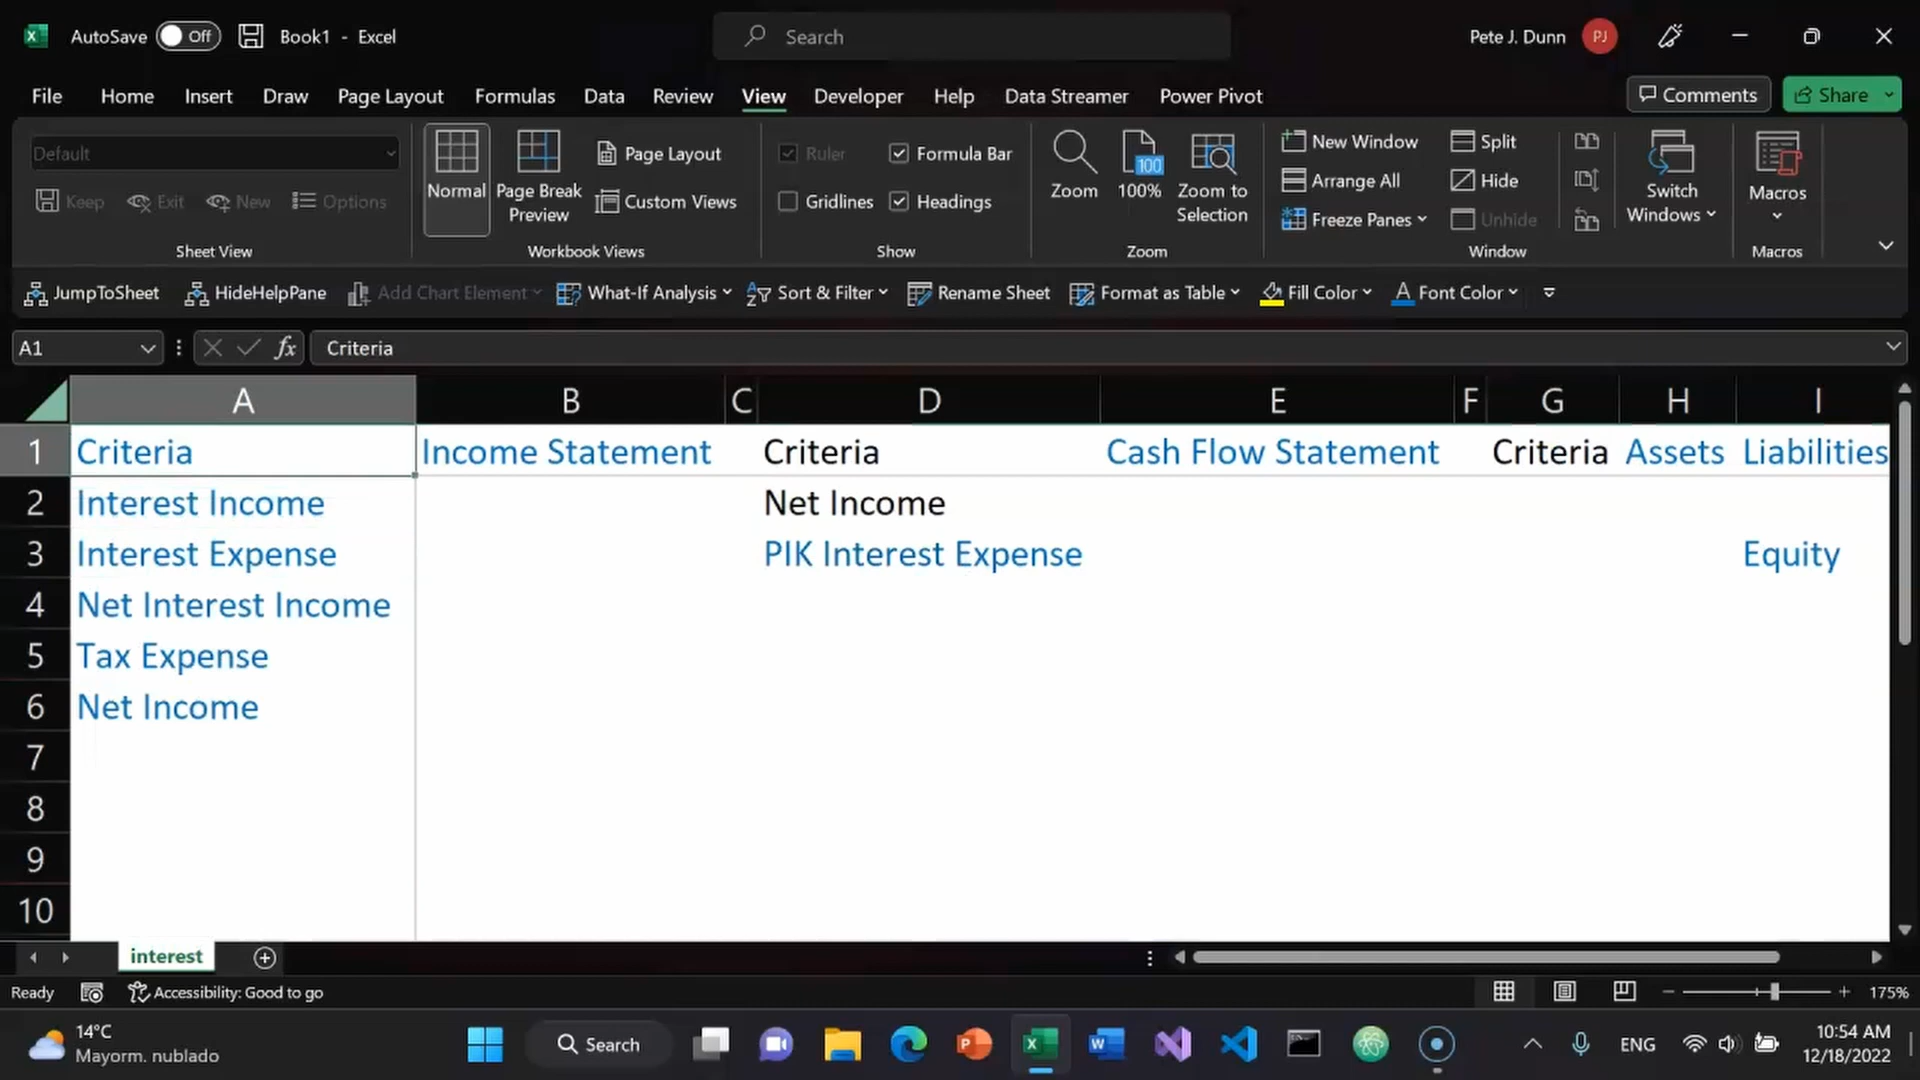 AutoSave Off Book1 - Excel Search Pete J. Dunn PJ
File Home Insert Draw Page Layout Formulas Data Review View Developer Help Data Streamer Power Pivot Comments Share
Default
Keep Exit New Options
Sheet View
Normal
Page Break Preview
Page Layout
Custom Views
Workbook Views
Ruler Formula Bar
Gridlines Headings
Show
Zoom
100
100%
Zoom to Selection
Zoom
New Window
Arrange All
Freeze Panes
Split
Hide
Unhide
Switch Windows
Window
Macros
Macros
JumpToSheet HideHelpPane Add Chart Element What-If Analysis Sort & Filter Rename Sheet Format as Table Fill Color Font Color
A1 fx Criteria
A B C D E F G H I
1 Criteria Income Statement Criteria Cash Flow Statement Criteria Assets Liabilities
2 Interest Income Net Income
3 Interest Expense PIK Interest Expense Equity
4 Net Interest Income
5 Tax Expense
6 Net Income
7
8
9
10
interest
Ready Accessibility: Good to go 175%
14°C
Mayorm. nublado
Search
ENG
10:54 AM
12/18/2022